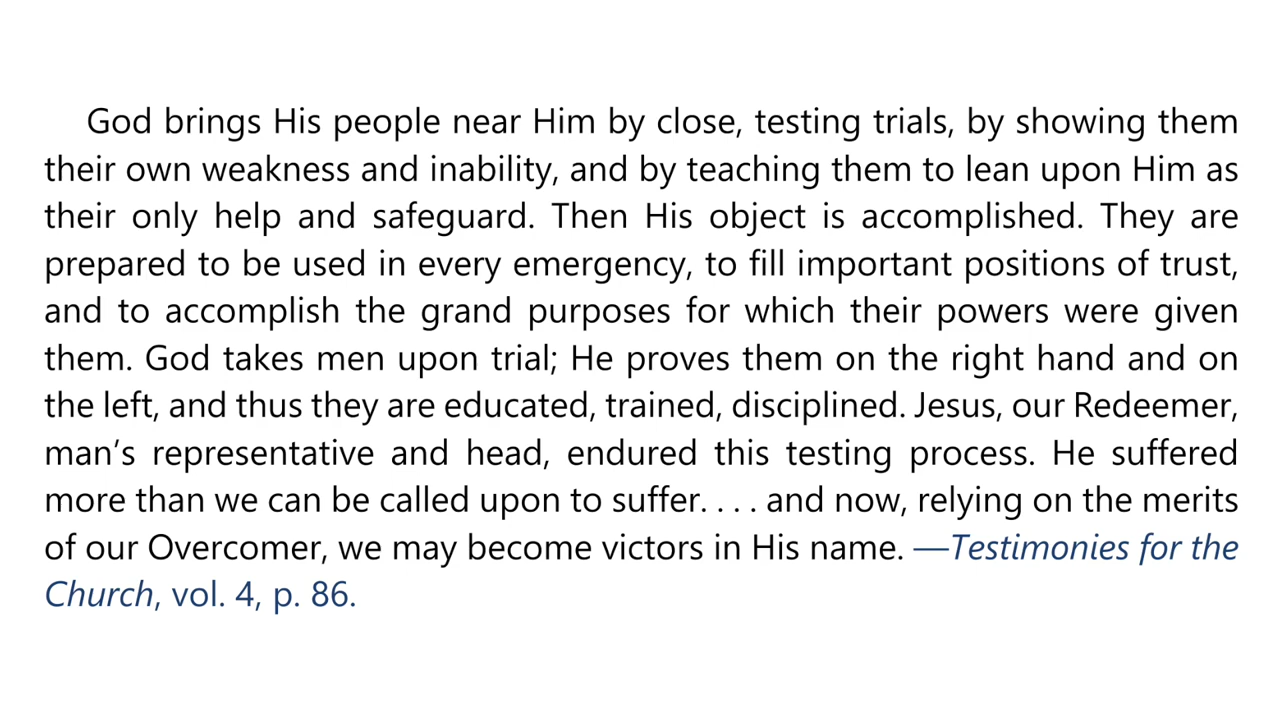 God brings His people near Him by close, testing trials, by showing them
their own weakness and inability, and by teaching them to lean upon Him as
their only help and safeguard. Then His object is accomplished. They are
prepared to be used in every emergency, to fill important positions of trust,
and to accomplish the grand purposes for which their powers were given
them. God takes men upon trial; He proves them on the right hand and on
the left, and thus they are educated, trained, disciplined. Jesus, our Redeemer,
man’s representative and head, endured this testing process. He suffered
more than we can be called upon to suffer. . . . and now, relying on the merits
of our Overcomer, we may become victors in His name. —Testimonies for the
Church, vol. 4, p. 86.